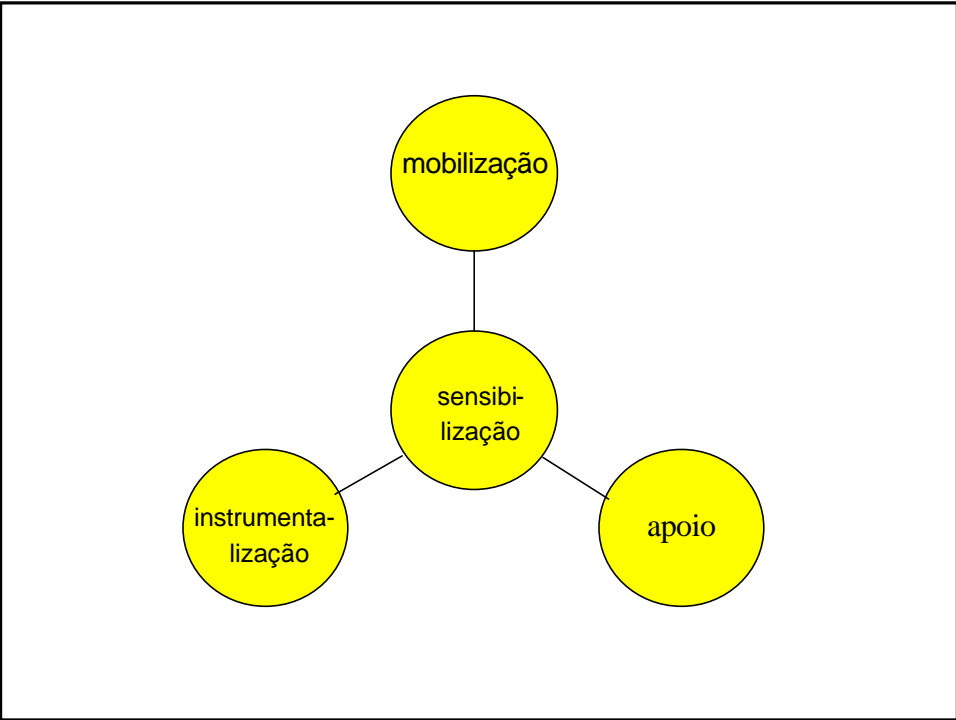 mobilização
sensibi-
lização
instrumenta-
lização
apoio